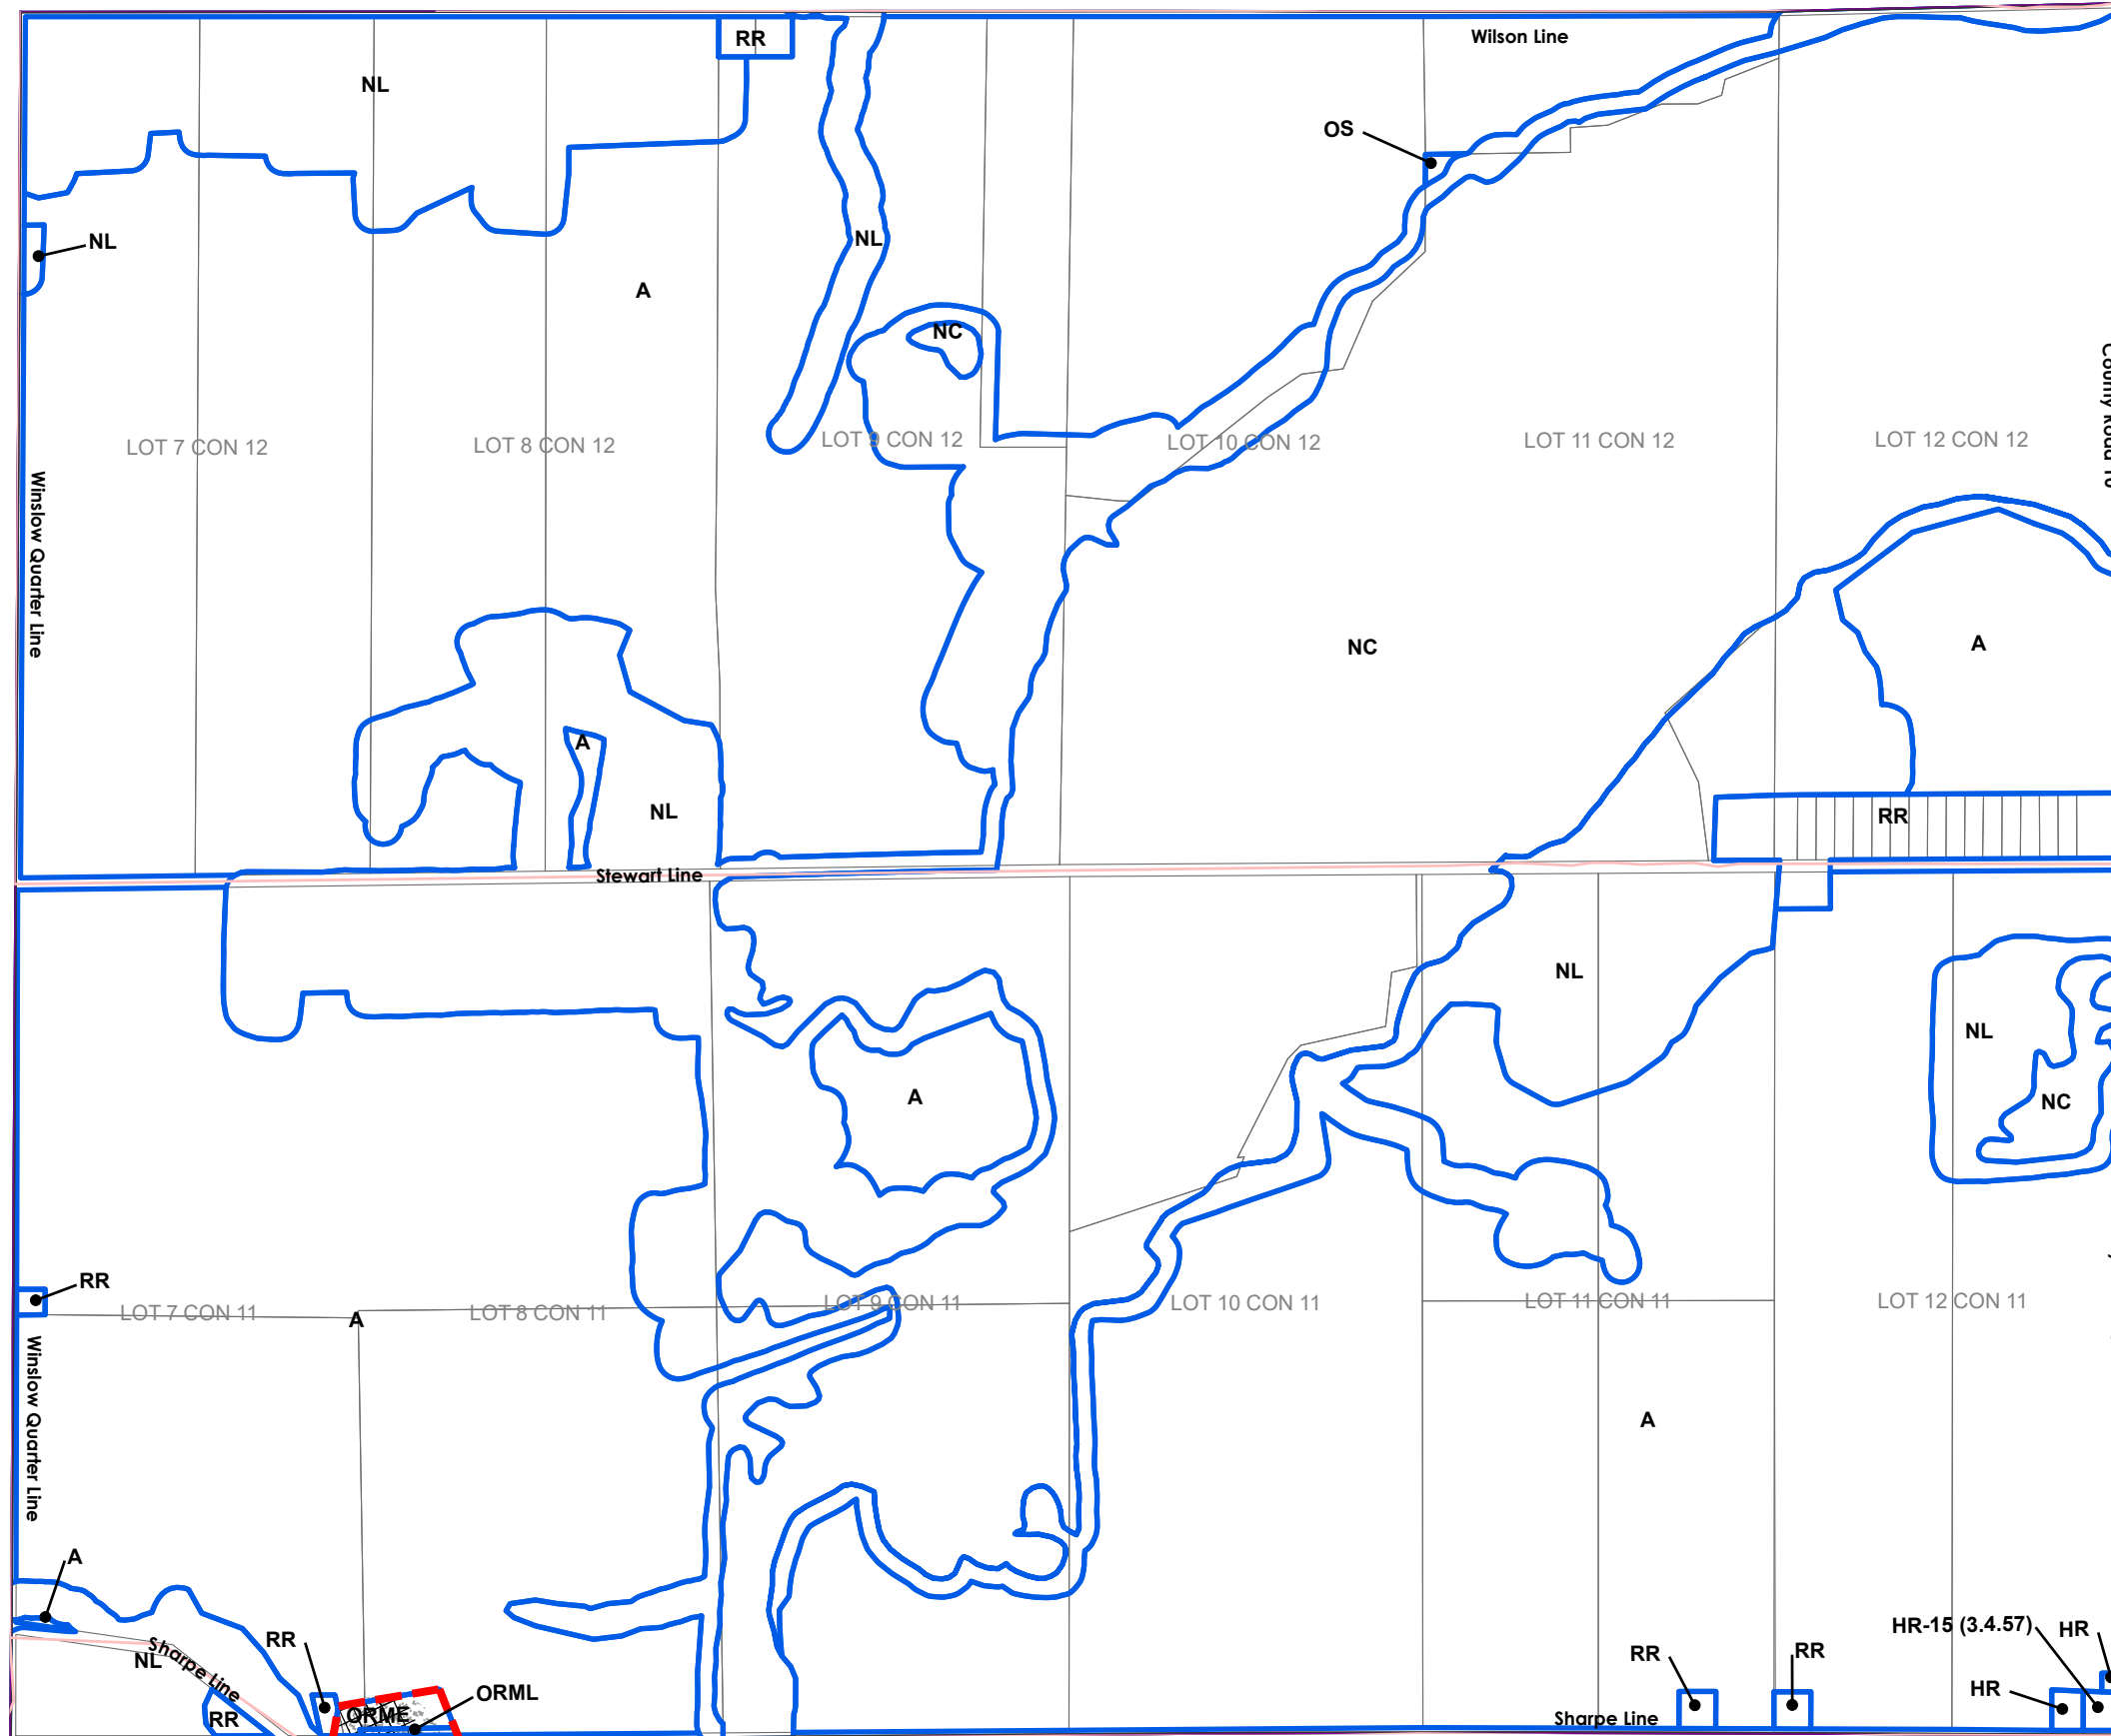 RR
Wilson Line
NL
OS
NL
NL
A
NC
LOT 7 CON 12
LOT 8 CON 12
LOT 9 CON 12
LOT 10 CON 12
LOT 11 CON 12
LOT 12 CON 12
Winslow Quarter Line
NC
A
A
NL
RR
Stewart Line
NL
NL
A
NC
RR
LOT 7 CON 11
A
LOT 8 CON 11
LOT 9 CON 11
LOT 10 CON 11
LOT 11 CON 11
LOT 12 CON 11
Winslow Quarter Line
A
A
HR-15 (3.4.57)
HR
RR
Sharpe Line
NL
RR
RR
ORML
HR
RR
ORME
Sharpe Line